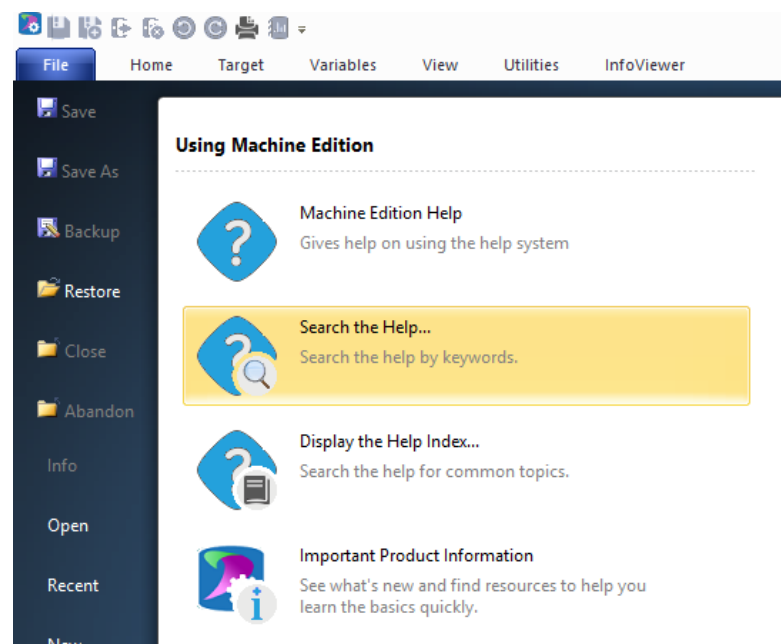 File Home Target Variables View Utilities InfoViewer
Save
Save As
Backup
Restore
Close
Abandon
Info
Open
Recent
New
Using Machine Edition
Machine Edition Help
Gives help on using the help system
Search the Help...
Search the help by keywords.
Display the Help Index...
Search the help for common topics.
Important Product Information
See what's new and find resources to help you
learn the basics quickly.